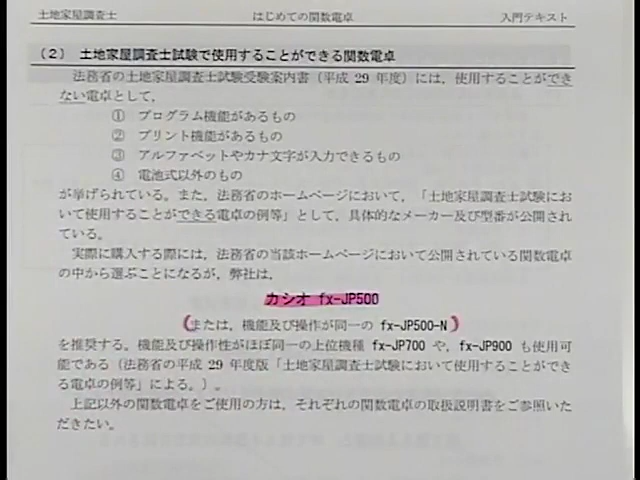 土地家屋調査士 はじめての関数電卓 入門テキスト
（2） 土地家屋調査士試験で使用することができる関数電卓
法務省の土地家屋調査士試験受験案内書（平成 29 年度）には，使用することができ
ない電卓として，
① プログラム機能があるもの
② プリント機能があるもの
③ アルファベットやカナ文字が入力できるもの
④ 電池式以外のもの
が挙げられている。また，法務省のホームページにおいて，「土地家屋調査士試験にお
いて使用することができる電卓の例等」として，具体的なメーカー及び型番が公開され
ている。
実際に購入する際には，法務省の当該ホームページにおいて公開されている関数電卓
の中から選ぶことになるが，弊社は，
カシオ fx-JP500
（または，機能及び操作が同一の fx-JP500-N）
を推奨する。機能及び操作性がほぼ同一の上位機種 fx-JP700 や，fx-JP900 も使用可
能である（法務省の平成 29 年度版「土地家屋調査士試験において使用することができ
る電卓の例等」による。）。
上記以外の関数電卓をご使用の方は，それぞれの関数電卓の取扱説明書をご参照いた
だきたい。